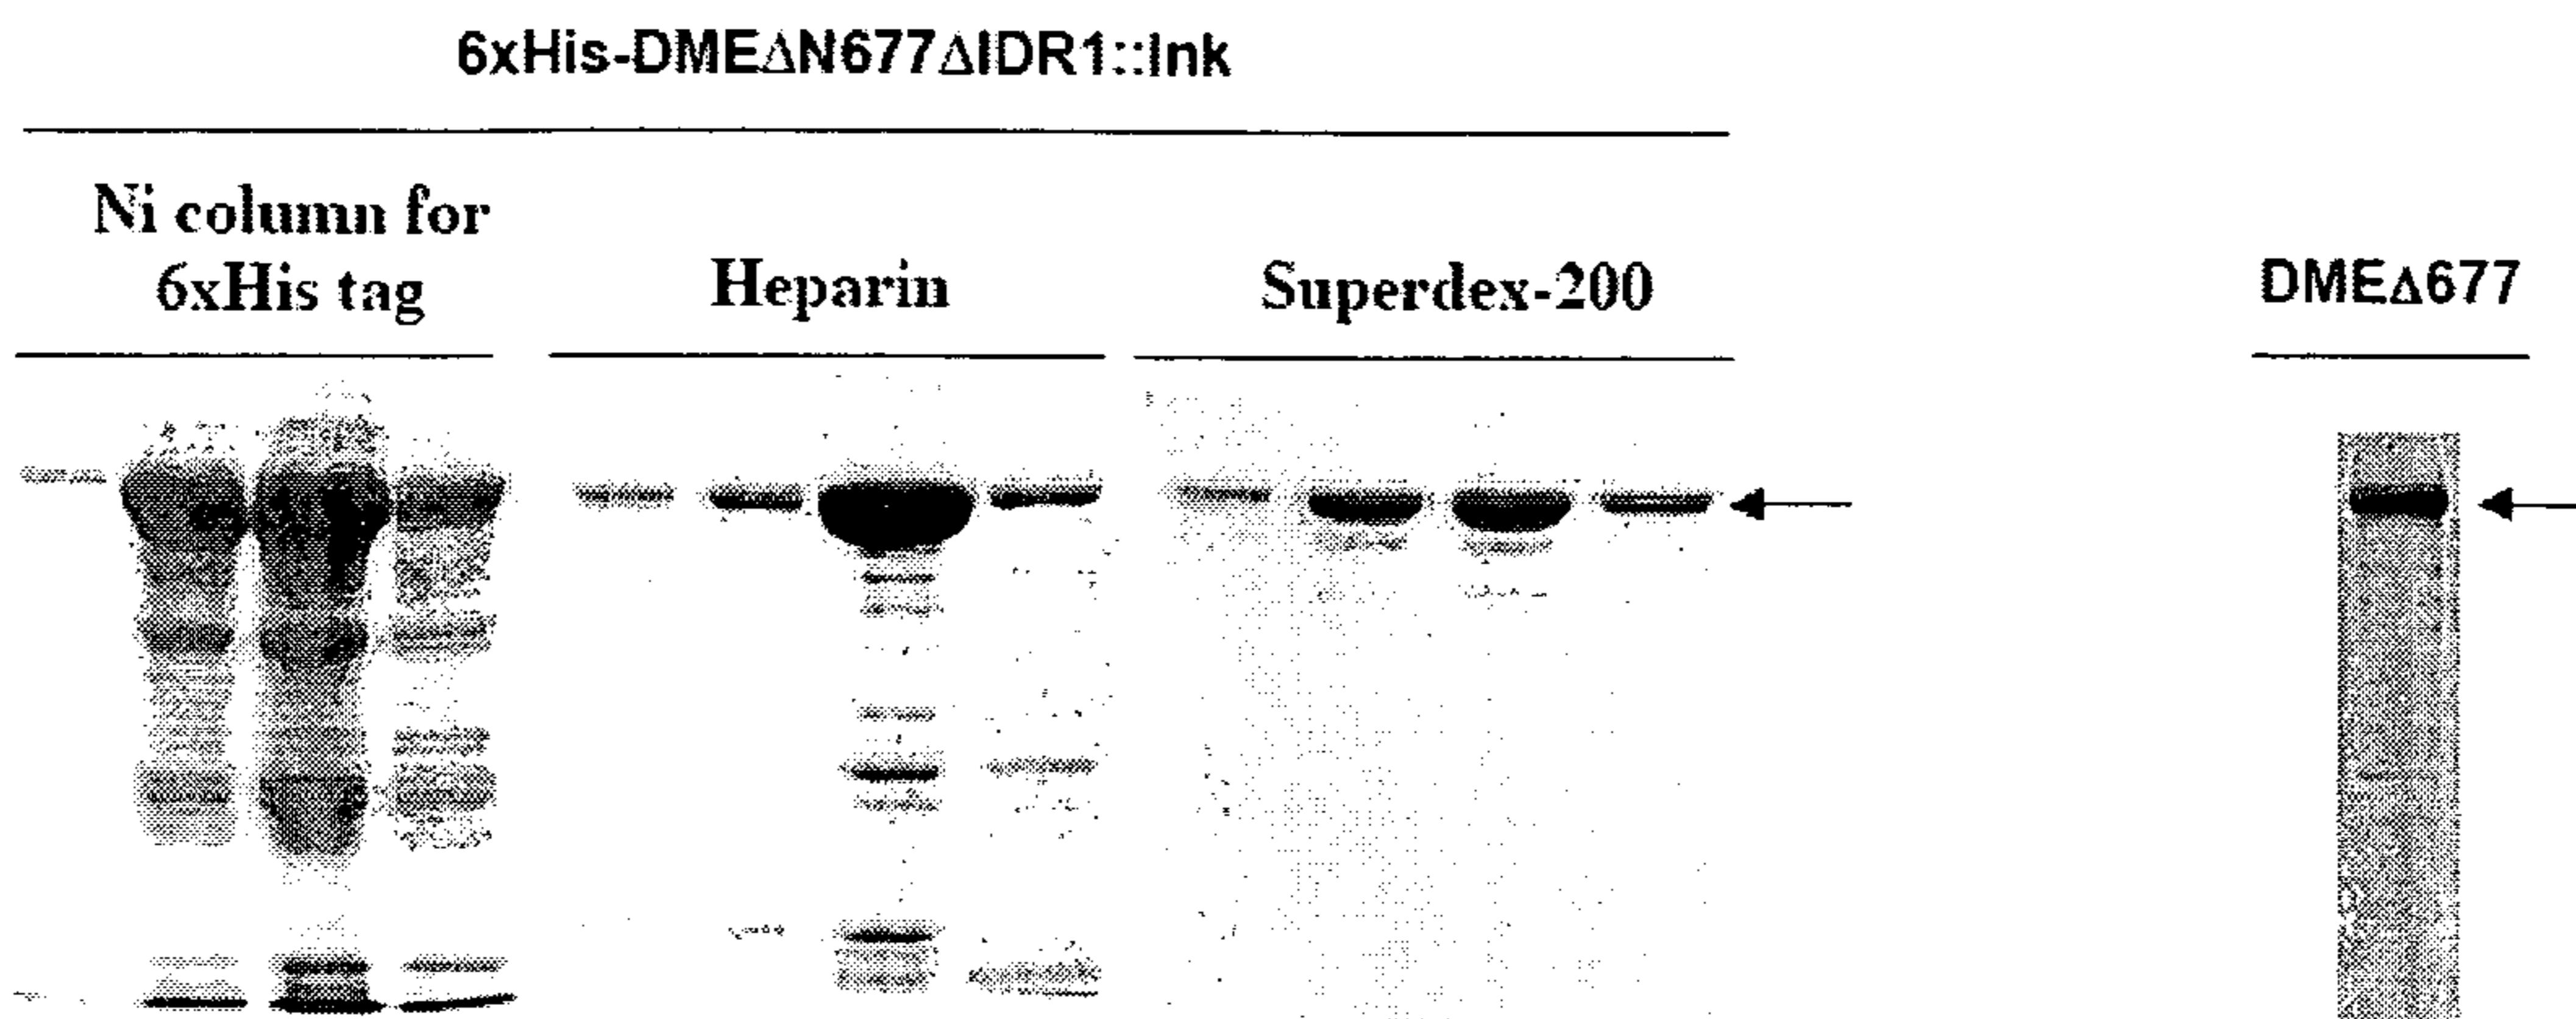 6xHis-DMEΔN677ΔIDR1::lnk
Ni column for
6xHis tag
Heparin
Superdex-200
DMEΔ677